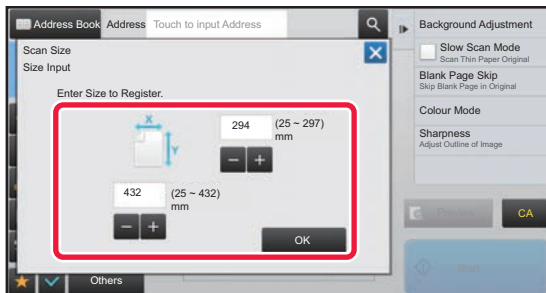 Address Book Address Touch to input Address
Scan Size
Size Input
Enter Size to Register.
X
Y
294 (25 ~ 297)
mm
432 (25 ~ 432)
mm
OK
Others
Background Adjustment
Slow Scan Mode
Scan Thin Paper Original
Blank Page Skip
Skip Blank Page in Original
Colour Mode
Sharpness
Adjust Outline of Image
Preview CA
Start